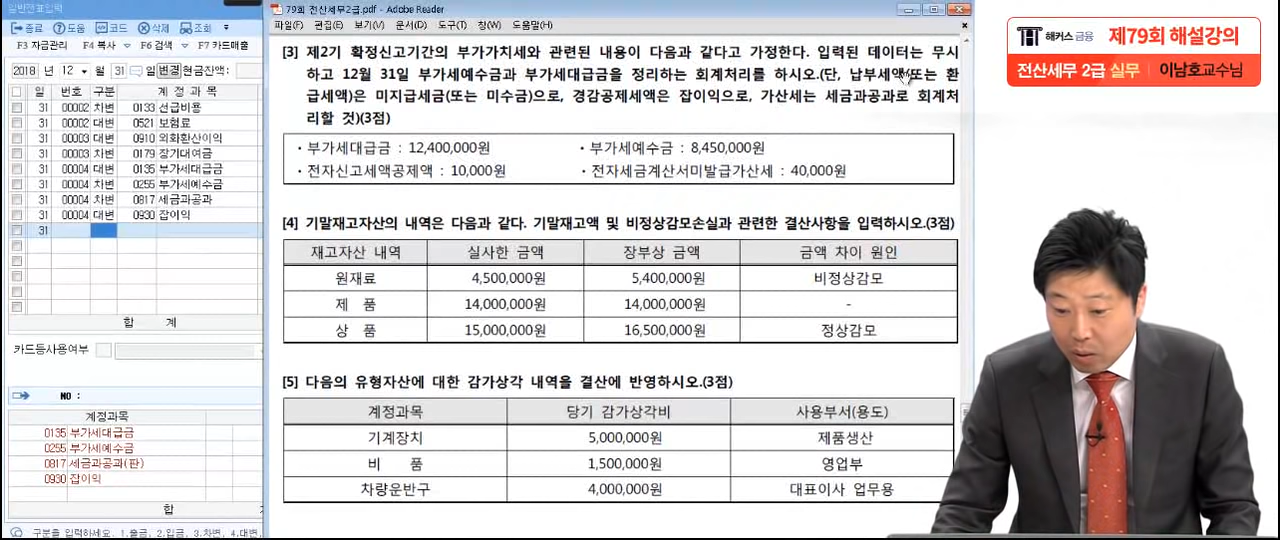 일반전표입력
종료 도움 코드 삭제 조회
F3 자금관리 F4 복사 F6 검색 F7 카드매출
2018 년 12 월 31 일 변경 현금잔액:
일 번호 구분 계 정 과 목
31 00002 차변 0133 선급비용
31 00002 대변 0521 보험료
31 00003 대변 0910 외화환산이익
31 00003 차변 0179 장기대여금
31 00004 대변 0135 부가세대급금
31 00004 차변 0255 부가세예수금
31 00004 차변 0817 세금과공과
31 00004 대변 0930 잡이익
31
합 계
카드등사용여부
NO :
계정과목
0135 부가세대급금
0255 부가세예수금
0817 세금과공과(판)
0930 잡이익
합
구분을 입력하세요. 1.출금, 2.입금, 3.차변, 4.대변,
79회 전산세무2급.pdf - Adobe Reader
파일(F) 편집(E) 보기(V) 문서(D) 도구(T) 창(W) 도움말(H)
[3] 제2기 확정신고기간의 부가가치세와 관련된 내용이 다음과 같다고 가정한다. 입력된 데이터는 무시
하고 12월 31일 부가세예수금과 부가세대급금을 정리하는 회계처리를 하시오.(단, 납부세액(또는 환
급세액)은 미지급세금(또는 미수금)으로, 경감공제세액은 잡이익으로, 가산세는 세금과공과로 회계처
리할 것)(3점)
・부가세대급금 : 12,400,000원 ・부가세예수금 : 8,450,000원
・전자신고세액공제액 : 10,000원 ・전자세금계산서미발급가산세 : 40,000원
[4] 기말재고자산의 내역은 다음과 같다. 기말재고액 및 비정상감모손실과 관련한 결산사항을 입력하시오.(3점)
재고자산 내역 실사한 금액 장부상 금액 금액 차이 원인
원재료 4,500,000원 5,400,000원 비정상감모
제 품 14,000,000원 14,000,000원 -
상 품 15,000,000원 16,500,000원 정상감모
[5] 다음의 유형자산에 대한 감가상각 내역을 결산에 반영하시오.(3점)
계정과목 당기 감가상각비 사용부서(용도)
기계장치 5,000,000원 제품생산
비 품 1,500,000원 영업부
차량운반구 4,000,000원 대표이사 업무용
해커스 금융 제79회 해설강의
전산세무 2급 실무 이남호교수님